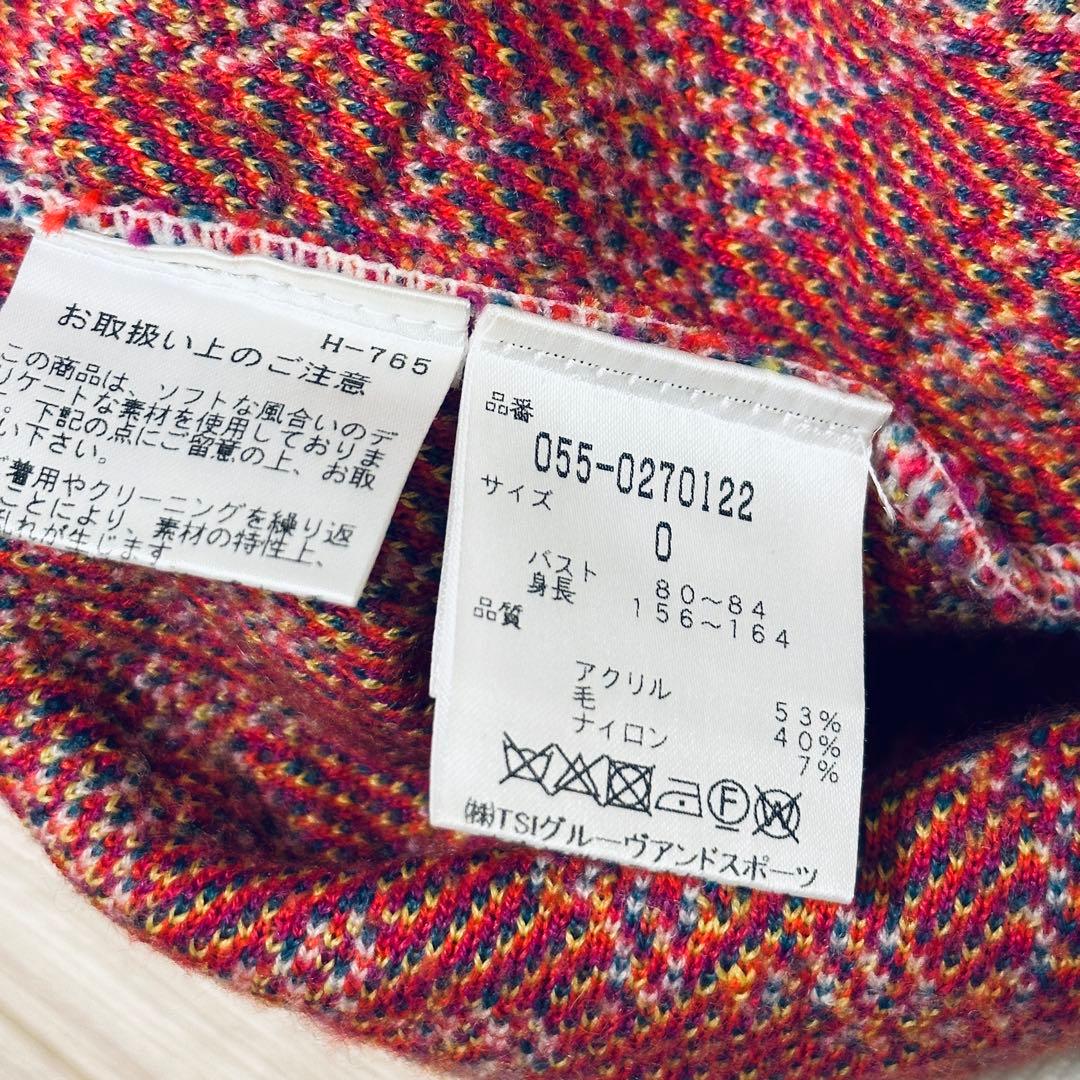 H-765
お取扱い上のご注意
この商品は、ソフトな風合いのデ
リケートな素材を使用しておりま
。下記の点にご留意の上、お取
い下さい。
ご着用やクリーニングを繰り返
ことにより、素材の特性上、
乱れが生じます
品番
055-0270122
サイズ
0
バスト 80～84
身長 156～164
品質
アクリル 53%
毛 40%
ナイロン 7%
F
W
㈱TSIグルーヴアンドスポーツ